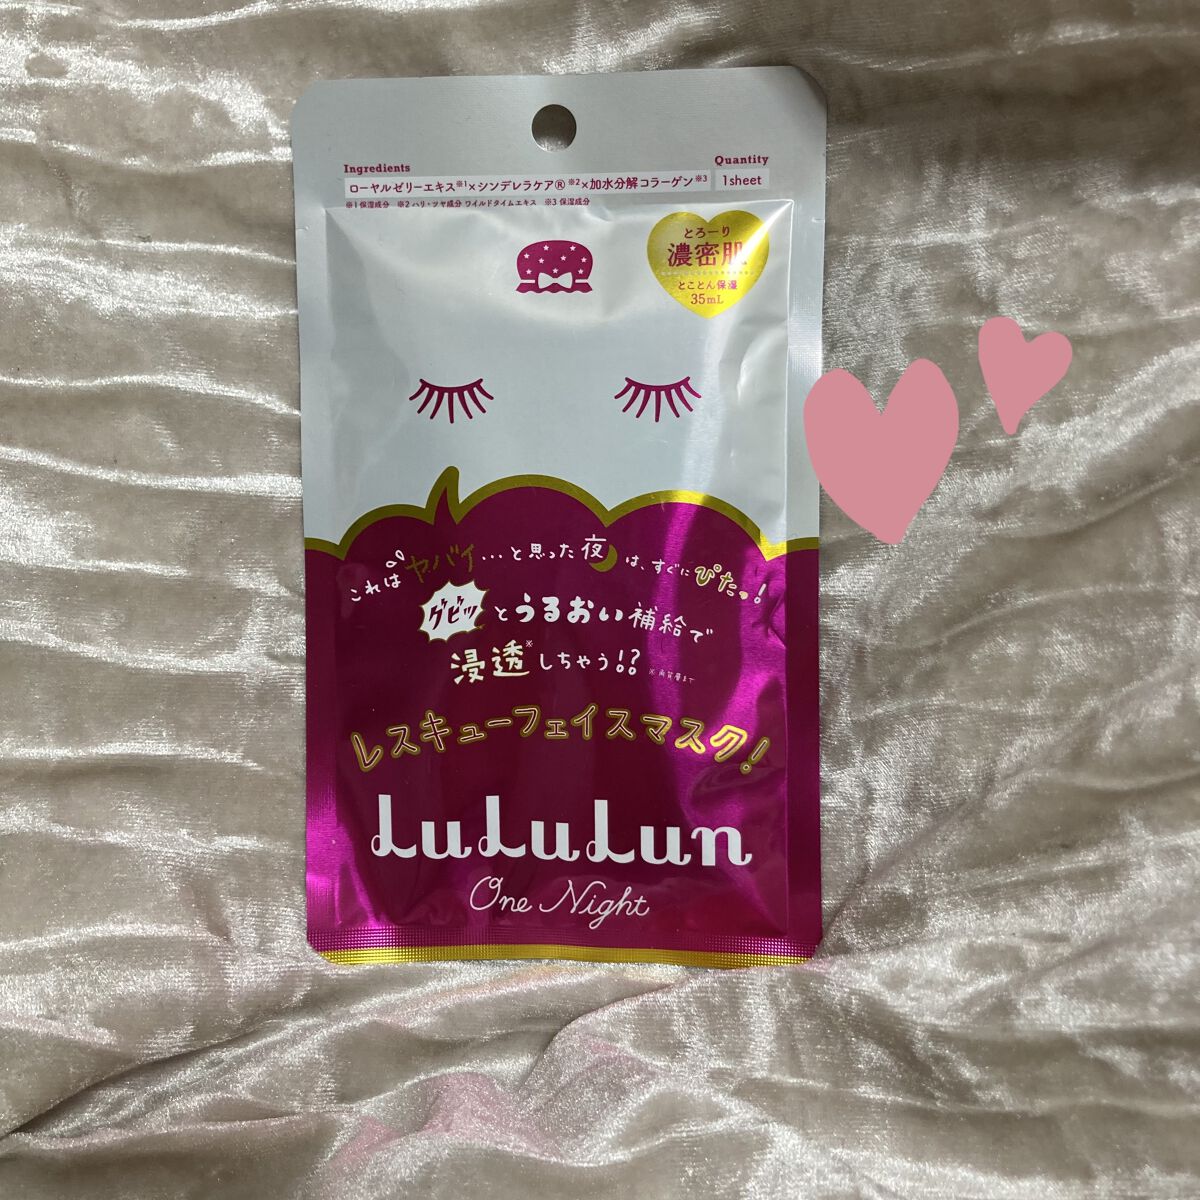 Ingredients
Quantity
ローヤルゼリーエキス※1×シンデレラケア®※2×加水分解コラーゲン※3
1sheet
※1 保湿成分 ※2 ハリ・ツヤ成分 ワイルドタイムエキス ※3 保湿成分
とろーり
濃密肌
とことん保湿
35mL
これはヤバイ...と思った夜は、すぐにぴたっ!
グビッとうるおい補給で
浸透※しちゃう!?
※角質層まで
レスキューフェイスマスク!
LuLuLun
One Night